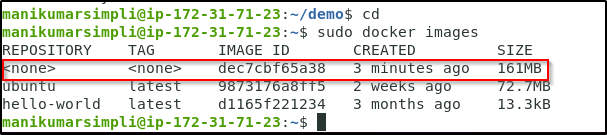 manikumarsimpli@ip-172-31-71-23:~/demo$ cd
manikumarsimpli@ip-172-31-71-23:~$ sudo docker images
REPOSITORY TAG IMAGE ID CREATED SIZE
<none> <none> dec7cbf65a38 3 minutes ago 161MB
ubuntu latest 9873176a8ff5 2 weeks ago 72.7MB
hello-world latest d1165f221234 3 months ago 13.3kB
manikumarsimpli@ip-172-31-71-23:~$